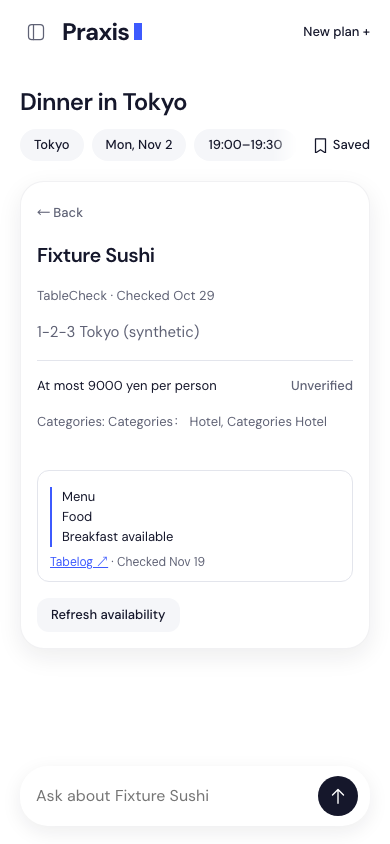 Praxis
New plan +
Dinner in Tokyo
Tokyo
Mon, Nov 2
19:00–19:30
Saved
← Back
Fixture Sushi
TableCheck · Checked Oct 29
1-2-3 Tokyo (synthetic)
At most 9000 yen per person
Unverified
Categories: Categories： Hotel, Categories Hotel
Menu
Food
Breakfast available
Tabelog ↗ · Checked Nov 19
Refresh availability
Ask about Fixture Sushi